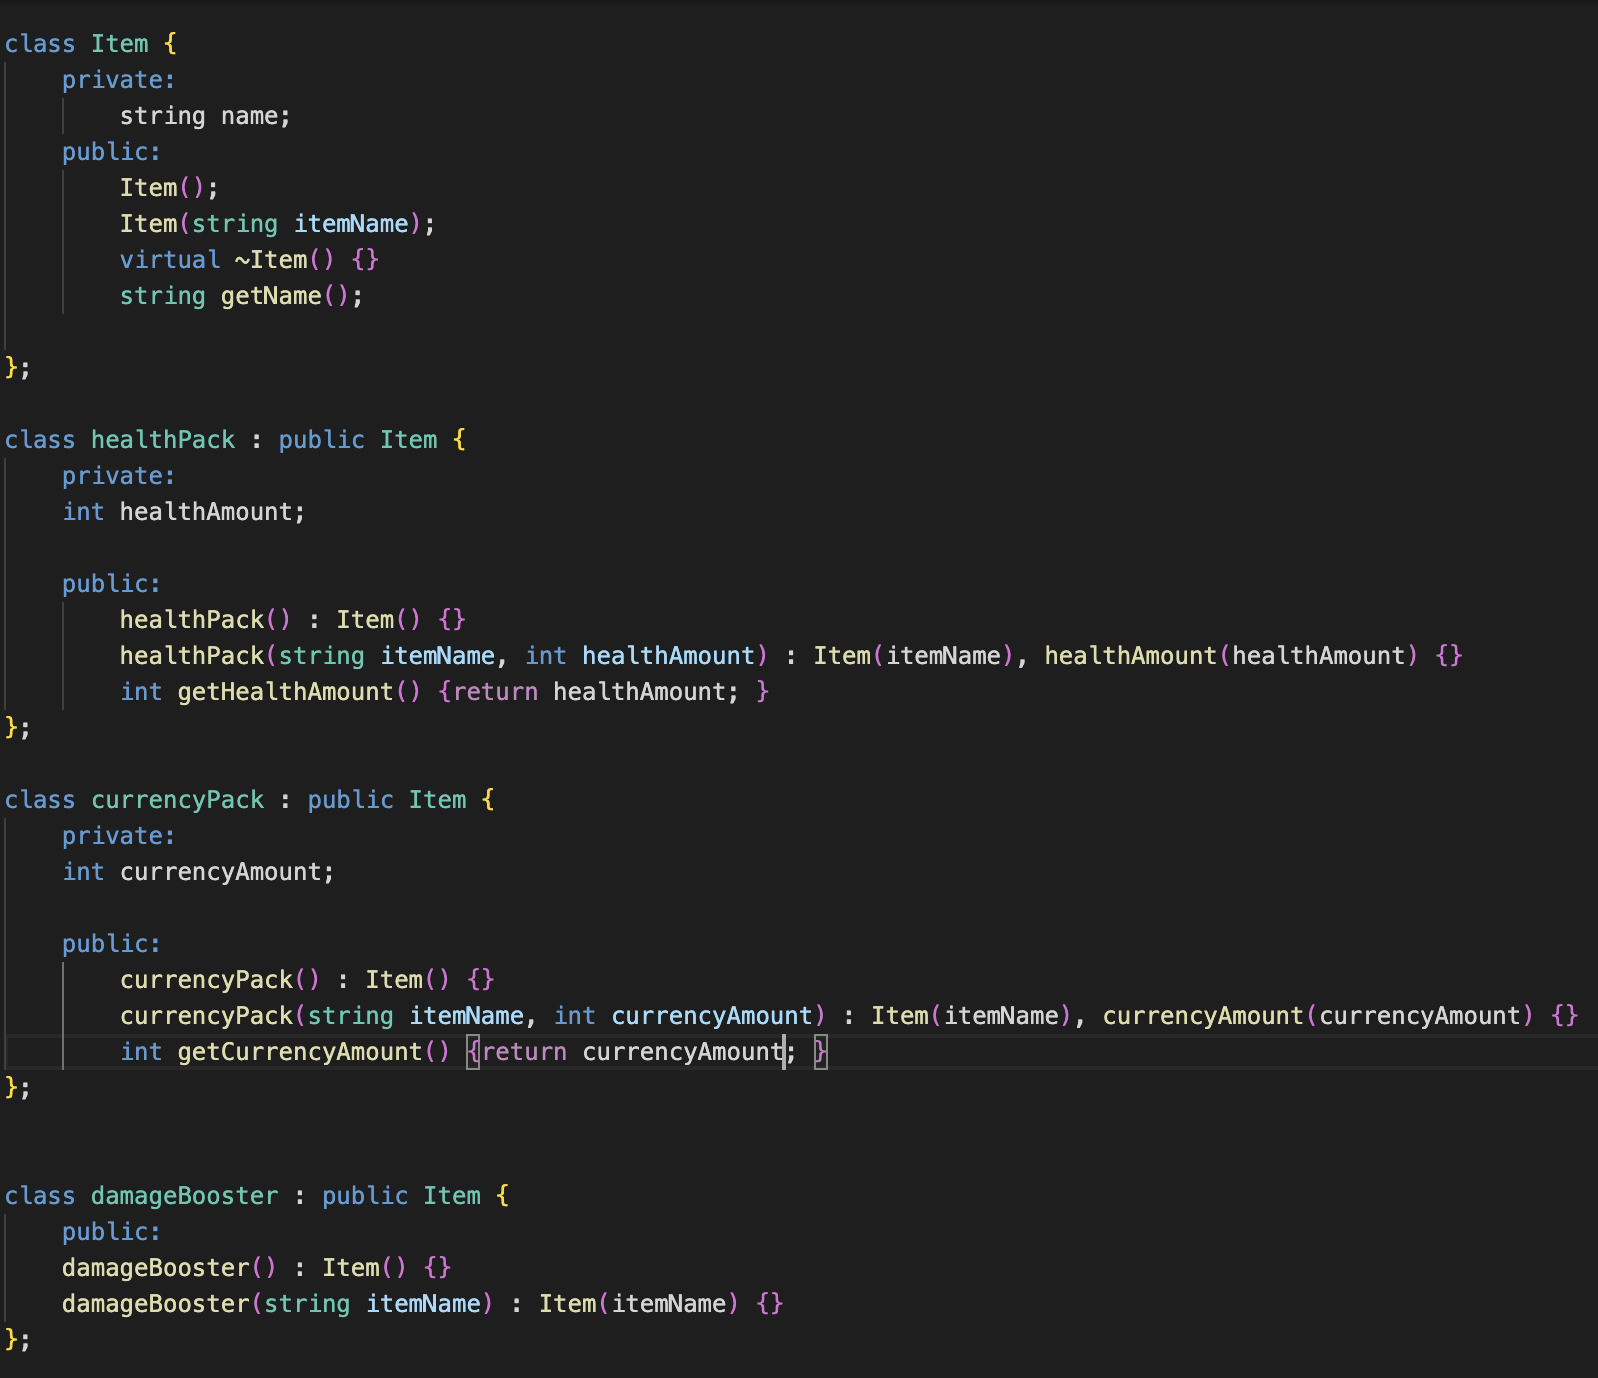 class Item {
    private:
        string name;
    public:
        Item();
        Item(string itemName);
        virtual ~Item() {}
        string getName();

};

class healthPack : public Item {
    private:
    int healthAmount;

    public:
        healthPack() : Item() {}
        healthPack(string itemName, int healthAmount) : Item(itemName), healthAmount(healthAmount) {}
        int getHealthAmount() {return healthAmount; }
};

class currencyPack : public Item {
    private:
    int currencyAmount;

    public:
        currencyPack() : Item() {}
        currencyPack(string itemName, int currencyAmount) : Item(itemName), currencyAmount(currencyAmount) {}
        int getCurrencyAmount() {return currencyAmount; }
};


class damageBooster : public Item {
    public:
    damageBooster() : Item() {}
    damageBooster(string itemName) : Item(itemName) {}
};